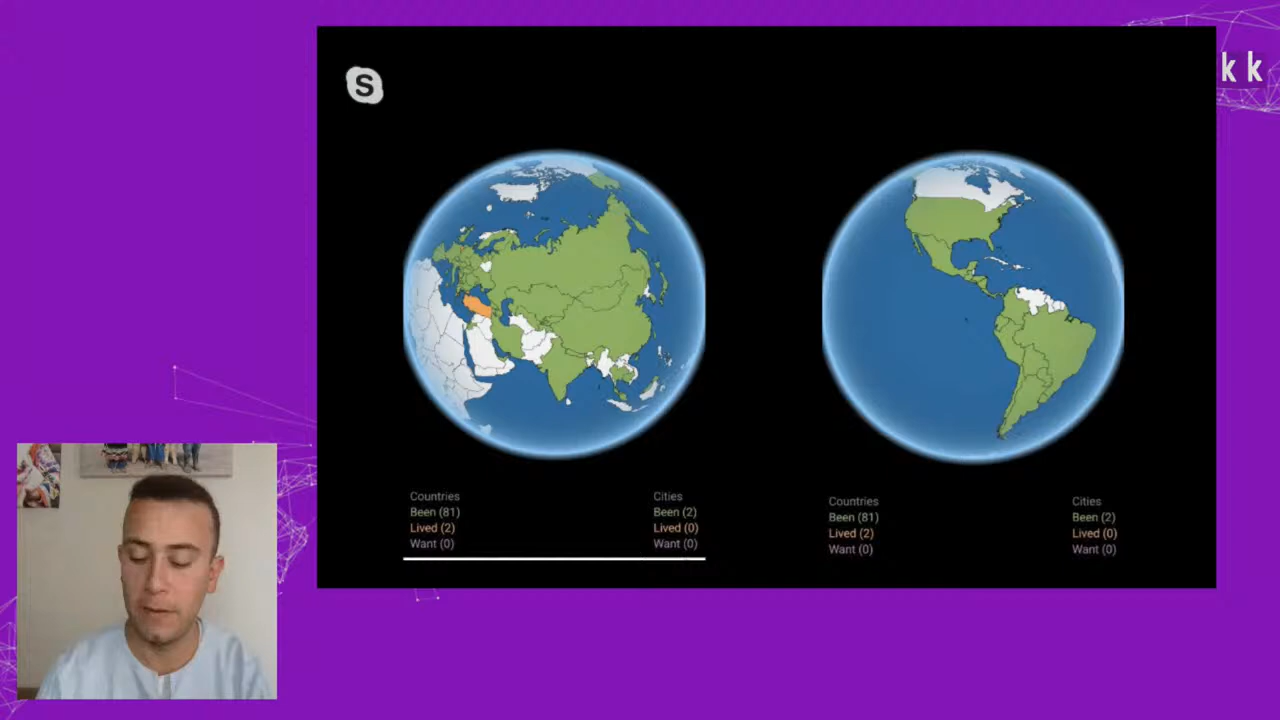 S
k k
Countries
Been (81)
Lived (2)
Want (0)
Cities
Been (2)
Lived (0)
Want (0)
Countries
Been (81)
Lived (2)
Want (0)
Cities
Been (2)
Lived (0)
Want (0)